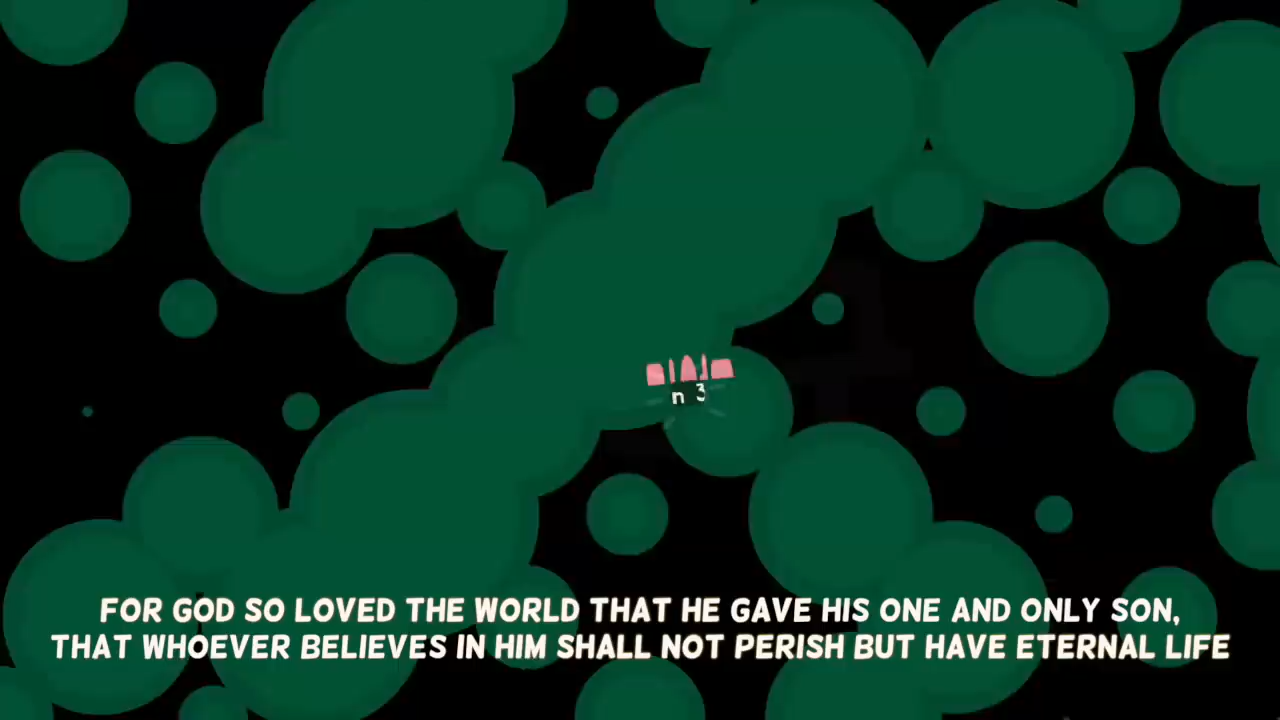 n 3
FOR GOD SO LOVED THE WORLD THAT HE GAVE HIS ONE AND ONLY SON,
THAT WHOEVER BELIEVES IN HIM SHALL NOT PERISH BUT HAVE ETERNAL LIFE